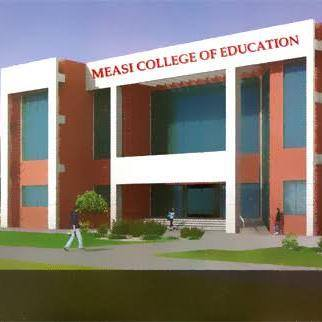 MEASI COLLEGE OF EDUCATION